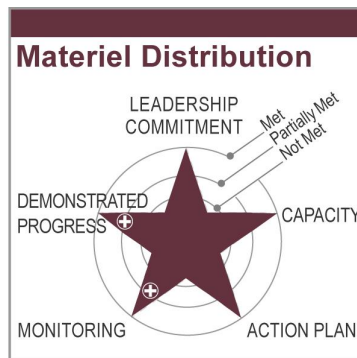 Materiel Distribution
LEADERSHIP
COMMITMENT
Met
Partially Met
Not Met
DEMONSTRATED
PROGRESS
CAPACITY
MONITORING
ACTION PLAN